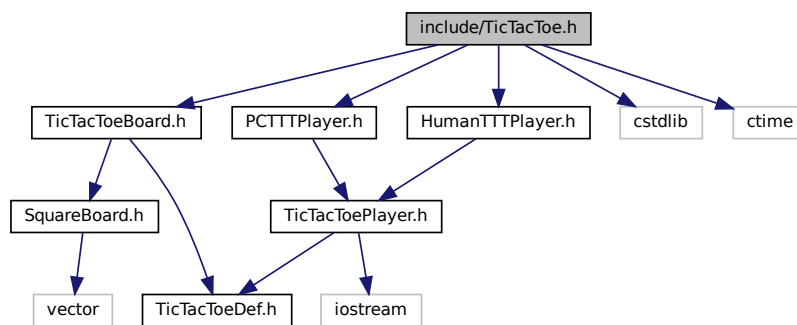 include/TicTacToe.h
TicTacToeBoard.h
PCTTTPlayer.h
HumanTTTPlayer.h
cstdlib
ctime
SquareBoard.h
TicTacToePlayer.h
vector
TicTacToeDef.h
iostream